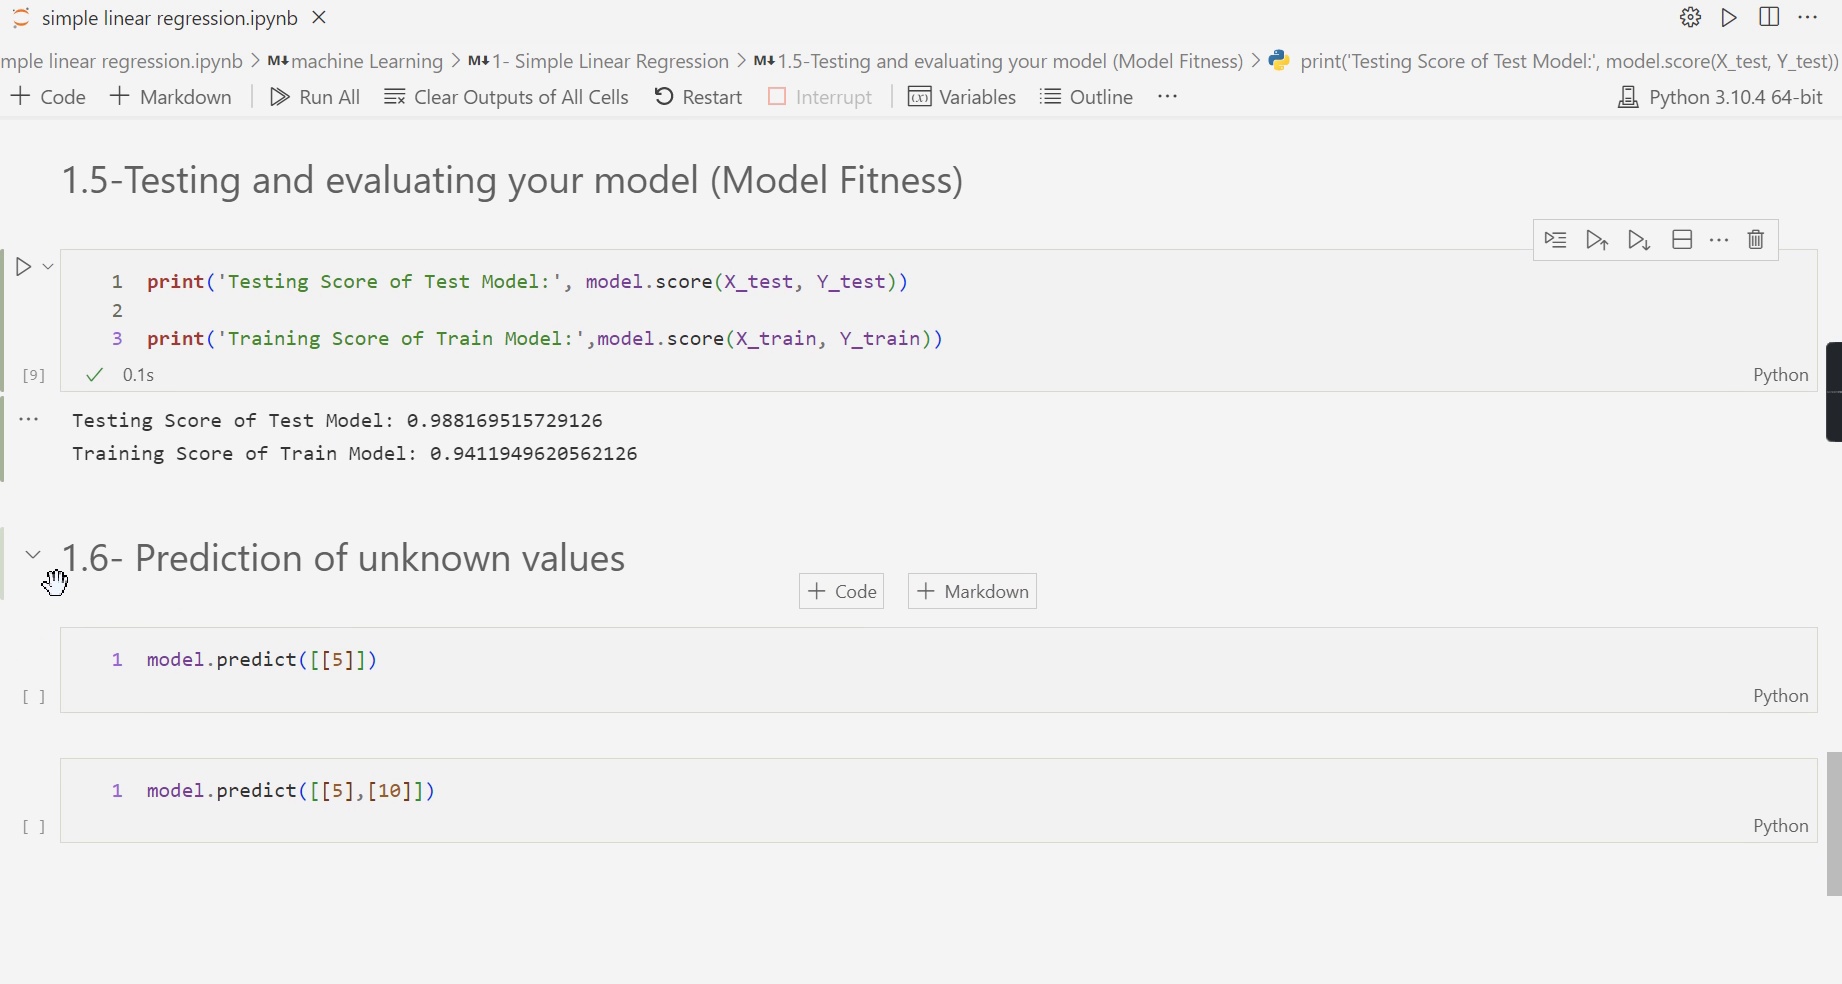 simple linear regression.ipynb
mple linear regression.ipynb > M↓machine Learning > M↓1- Simple Linear Regression > M↓1.5-Testing and evaluating your model (Model Fitness) > print('Testing Score of Test Model:', model.score(X_test, Y_test))
+ Code + Markdown Run All Clear Outputs of All Cells Restart Interrupt Variables Outline ... Python 3.10.4 64-bit
1.5-Testing and evaluating your model (Model Fitness)
1 print('Testing Score of Test Model:', model.score(X_test, Y_test))
2
3 print('Training Score of Train Model:',model.score(X_train, Y_train))
[9] ✓ 0.1s Python
... Testing Score of Test Model: 0.988169515729126
Training Score of Train Model: 0.9411949620562126
1.6- Prediction of unknown values
+ Code + Markdown
1 model.predict([[5]])
[ ] Python
1 model.predict([[5],[10]])
[ ] Python